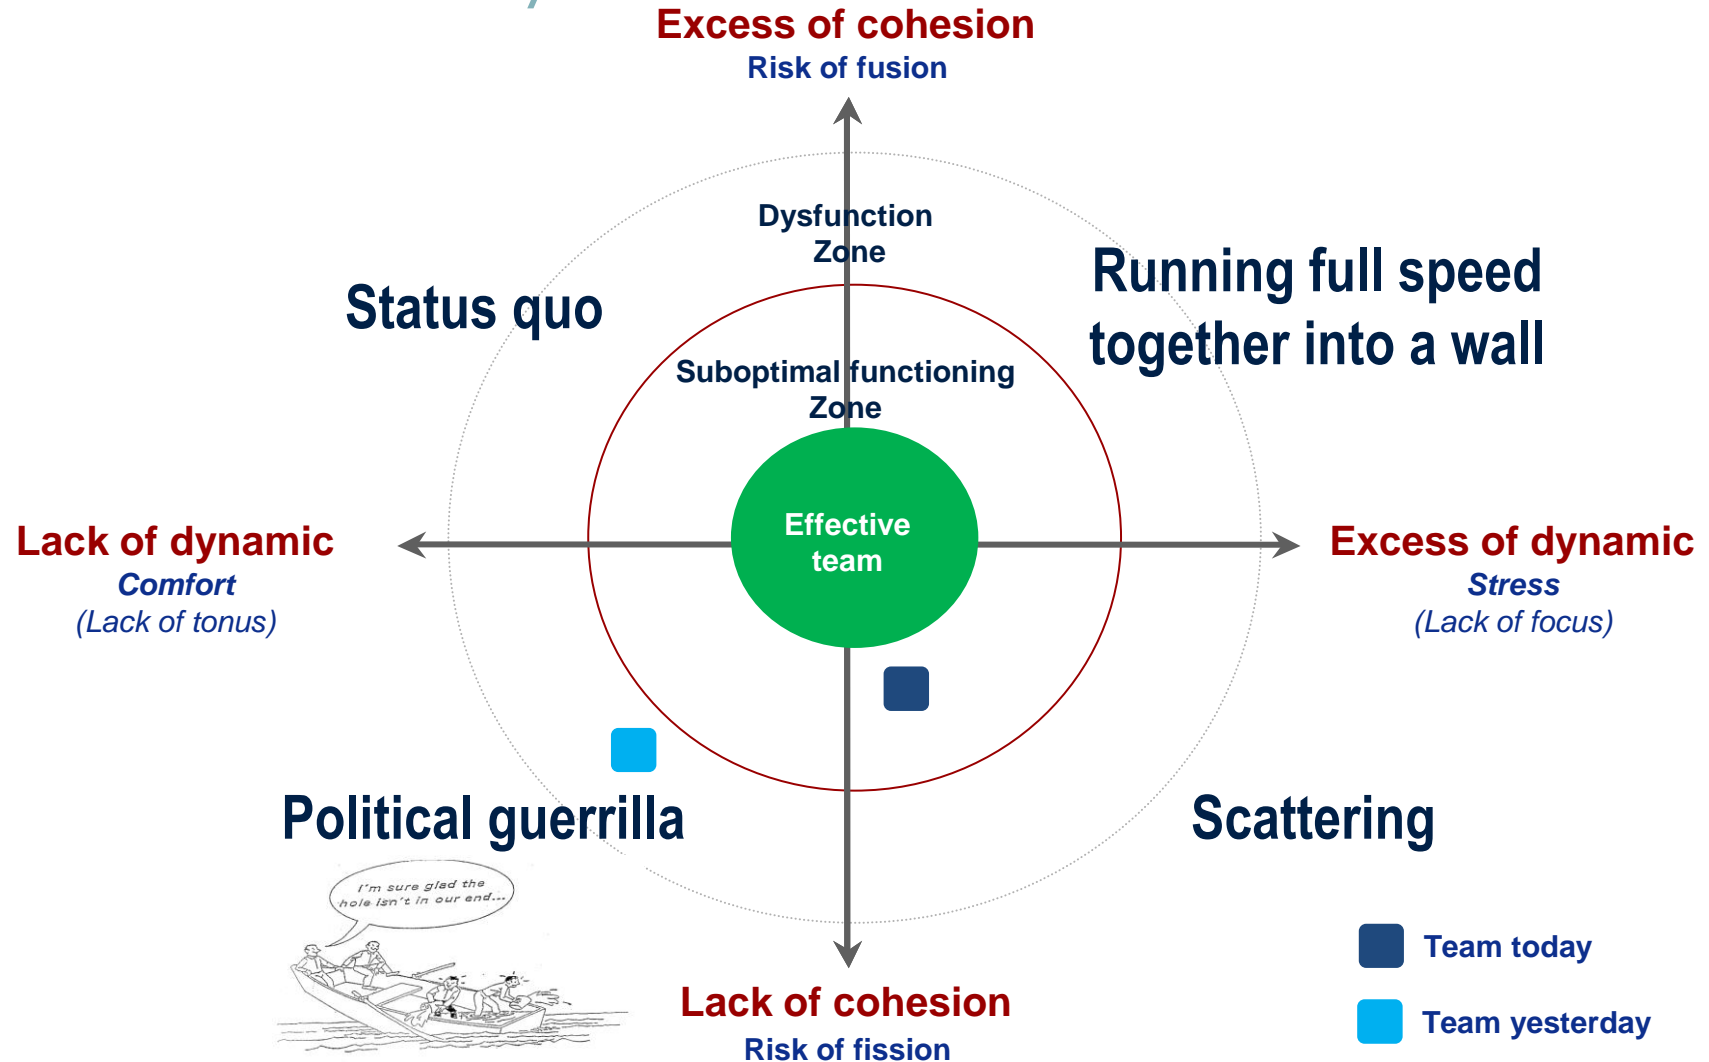 Excess of cohesion
Risk of fusion
Dysfunction
Zone
Status quo
Running full speed
together into a wall
Suboptimal functioning
Zone
Effective
team
Lack of dynamic
Comfort
(Lack of tonus)
Excess of dynamic
Stress
(Lack of focus)
Political guerrilla
Scattering
I'm sure glad the
hole isn't in our end...
Lack of cohesion
Risk of fission
Team today
Team yesterday